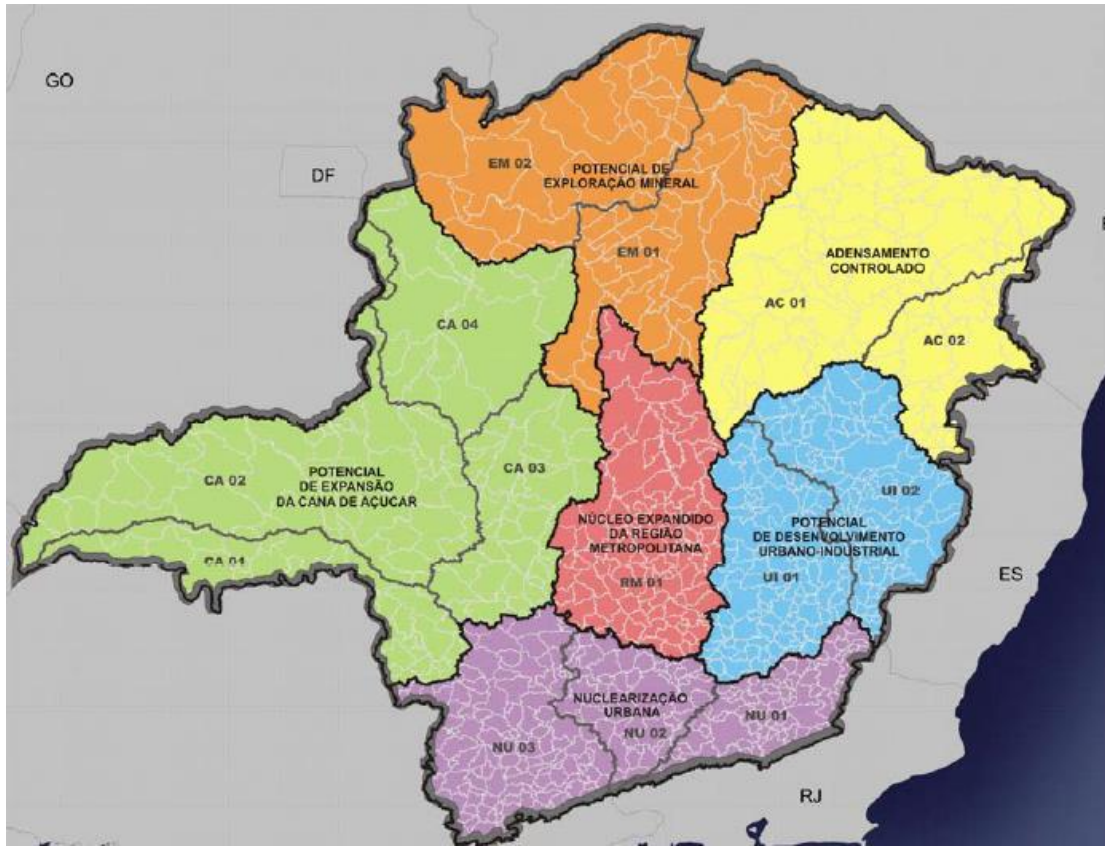 GO
DF
EM 02
POTENCIAL DE
EXPLORAÇÃO MINERAL
EM 01
ADENSAMENTO
CONTROLADO
AC 01
AC 02
CA 04
CA 02
POTENCIAL
DE EXPANSÃO
DA CANA DE AÇUCAR
CA 03
CA 01
NÚCLEO EXPANDIDO
DA REGIÃO
METROPOLITANA
RM 01
UI 02
POTENCIAL
DE DESENVOLVIMENTO
URBANO-INDUSTRIAL
UI 01
ES
NUCLEARIZAÇÃO
URBANA
NU 01
NU 02
NU 03
RJ